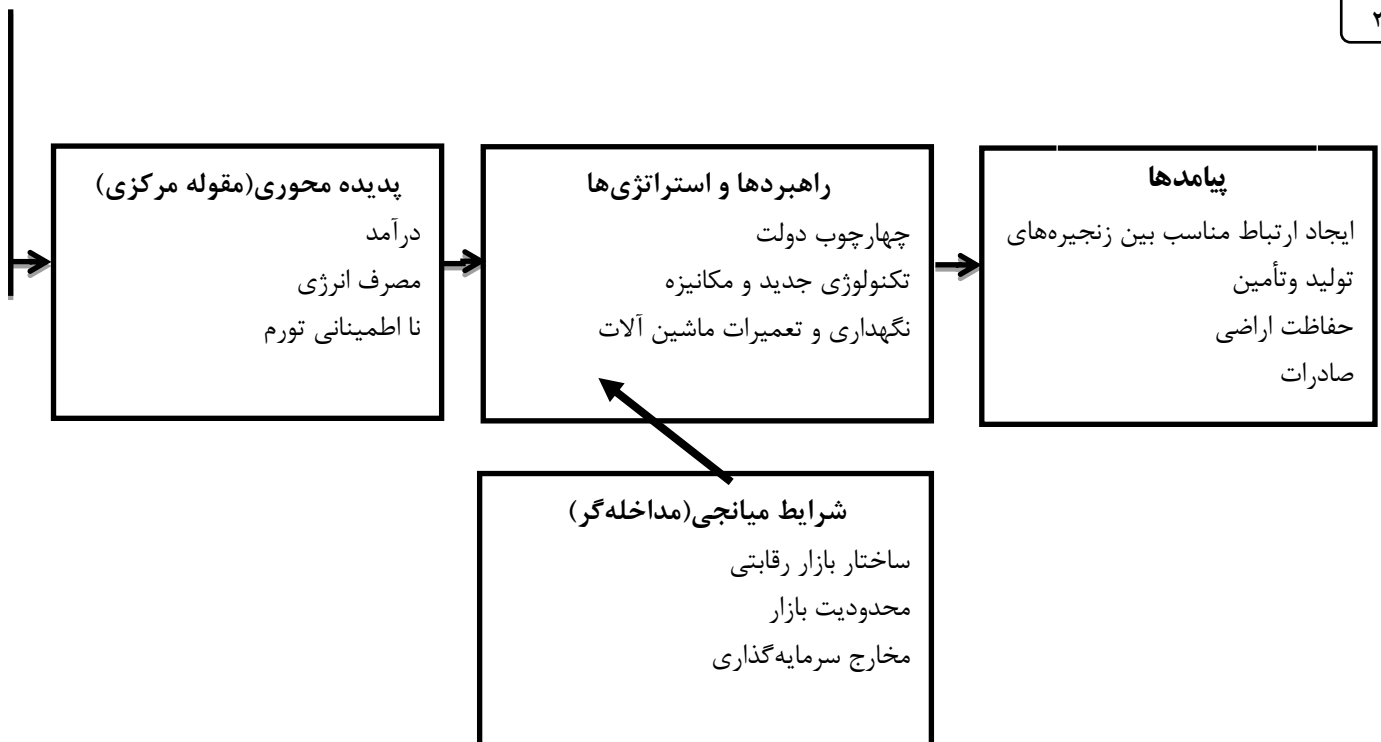 ۲
پدیده محوری(مقوله مرکزی)
درآمد
مصرف انرژی
نا اطمینانی تورم
راهبردها و استراتژی‌ها
چهارچوب دولت
تکنولوژی جدید و مکانیزه
نگهداری و تعمیرات ماشین آلات
پیامدها
ایجاد ارتباط مناسب بین زنجیره‌های
تولید وتأمین
حفاظت اراضی
صادرات
شرایط میانجی(مداخله‌گر)
ساختار بازار رقابتی
محدودیت بازار
مخارج سرمایه‌گذاری